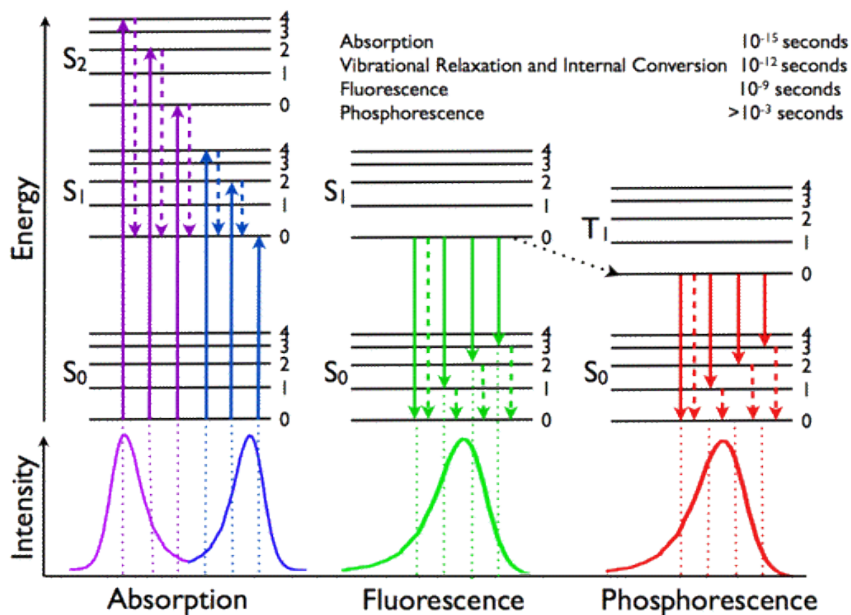 Absorption 10⁻¹⁵ seconds
Vibrational Relaxation and Internal Conversion 10⁻¹² seconds
Fluorescence 10⁻⁹ seconds
Phosphorescence >10⁻³ seconds
Energy
S₂
4
3
2
1
0
S₁
4
3
2
1
0
S₀
4
3
2
1
0
S₁
4
3
2
1
0
S₀
4
3
2
1
0
T₁
4
3
2
1
0
S₀
4
3
2
1
0
Intensity
Absorption
Fluorescence
Phosphorescence